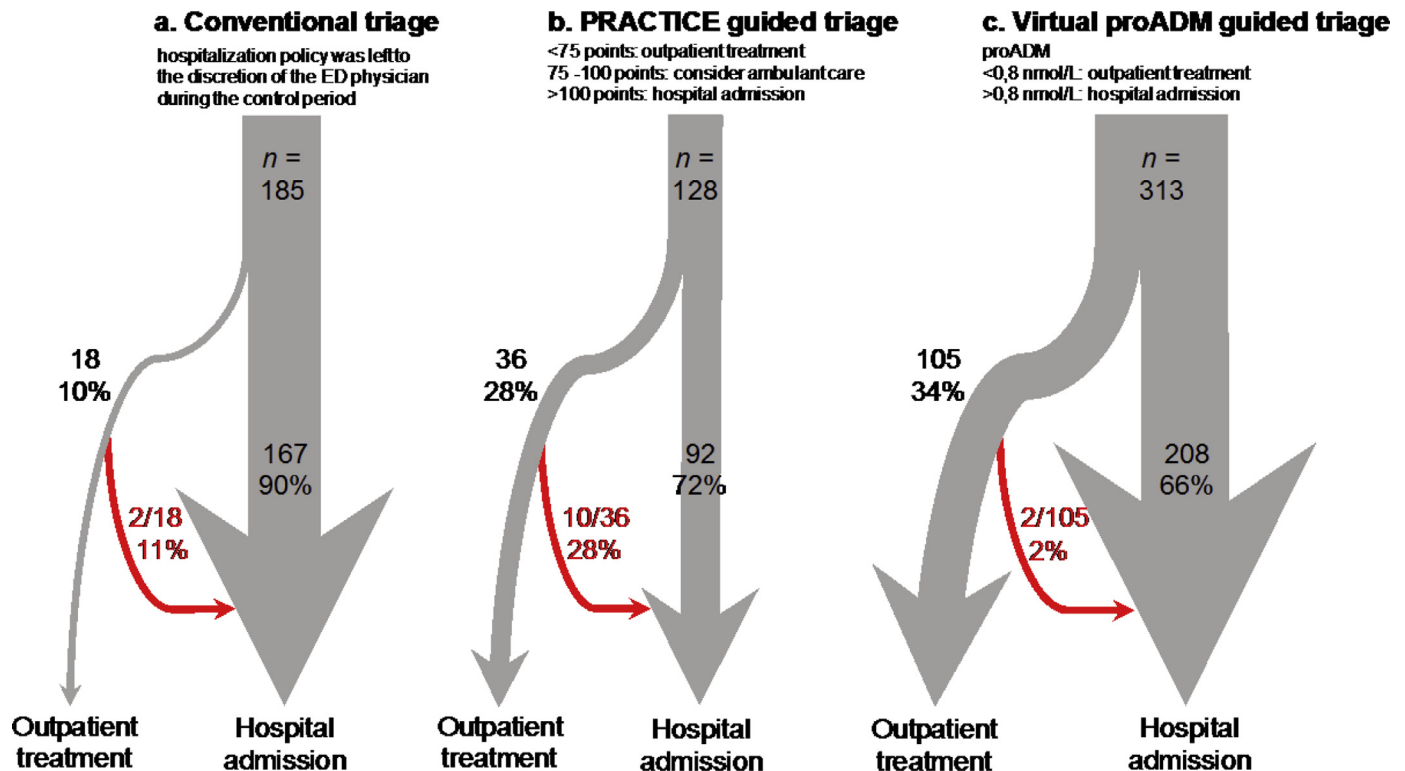 a. Conventional triage
hospitalization policy was leftto
the discretion of the ED physician
during the control period
n =
185
18
10%
167
90%
2/18
11%
Outpatient
treatment
Hospital
admission
b. PRACTICE guided triage
<75 points: outpatient treatment
75 -100 points: consider ambulant care
>100 points: hospital admission
n =
128
36
28%
92
72%
10/36
28%
Outpatient
treatment
Hospital
admission
c. Virtual proADM guided triage
proADM
<0,8 nmol/L: outpatient treatment
>0,8 nmol/L: hospital admission
n =
313
105
34%
208
66%
2/105
2%
Outpatient
treatment
Hospital
admission